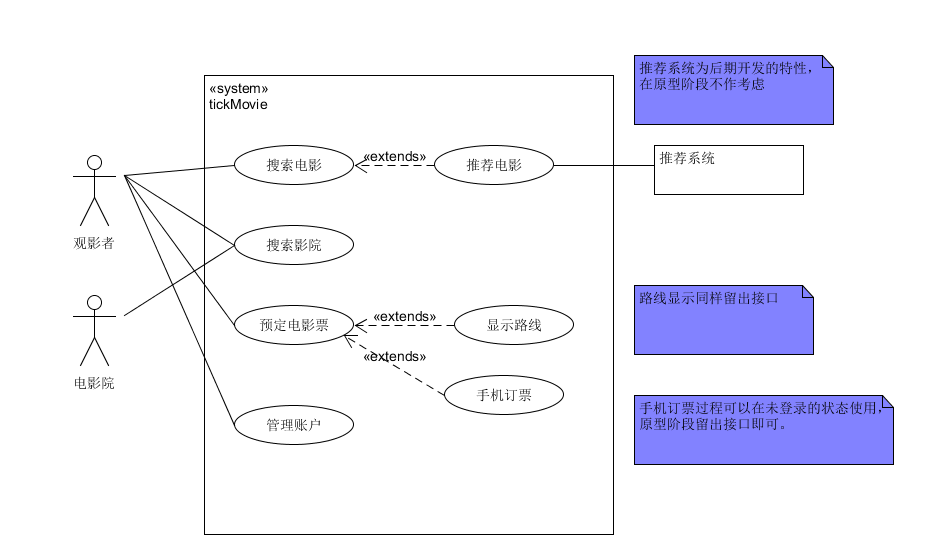 推荐系统为后期开发的特性，
在原型阶段不作考虑
«system»
tickMovie
搜索电影
«extends»
推荐电影
推荐系统
观影者
搜索影院
路线显示同样留出接口
预定电影票
«extends»
显示路线
«extends»
电影院
手机订票
手机订票过程可以在未登录的状态使用，
原型阶段留出接口即可。
管理账户